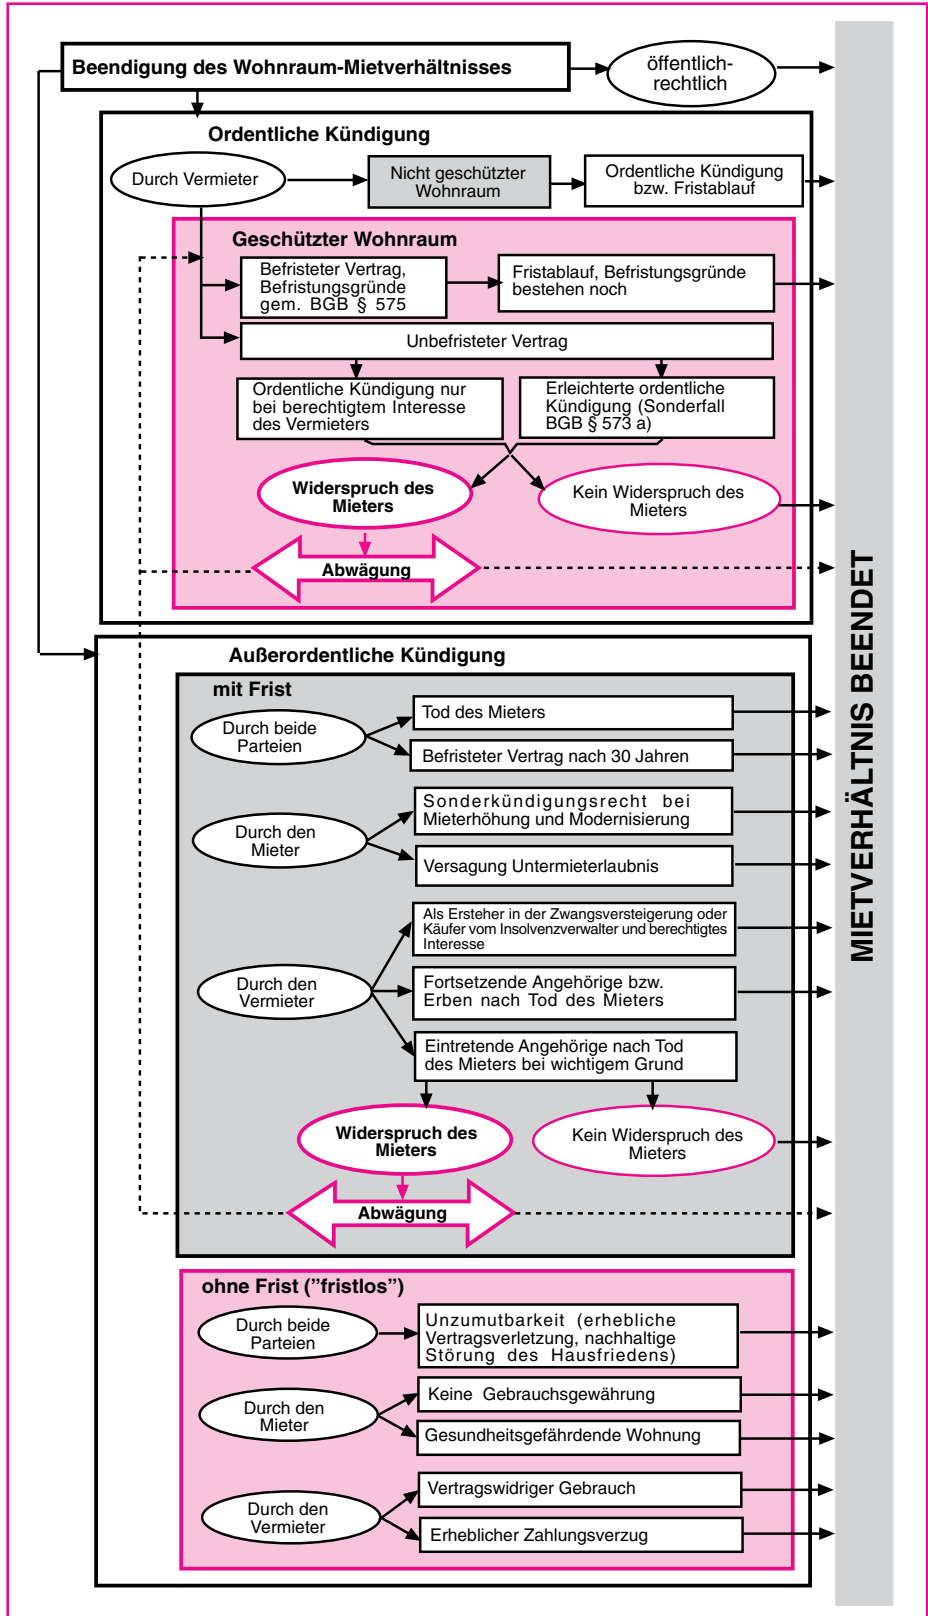 Beendigung des Wohnraum-Mietverhältnisses
öffentlich-
rechtlich
Ordentliche Kündigung
Durch Vermieter
Nicht geschützter
Wohnraum
Ordentliche Kündigung
bzw. Fristablauf
Geschützter Wohnraum
Befristeter Vertrag,
Befristungsgründe
gem. BGB § 575
Fristablauf, Befristungsgründe
bestehen noch
Unbefristeter Vertrag
Ordentliche Kündigung nur
bei berechtigtem Interesse
des Vermieters
Erleichterte ordentliche
Kündigung (Sonderfall
BGB § 573 a)
Widerspruch des
Mieters
Kein Widerspruch des
Mieters
Abwägung
MIETVERHÄLTNIS BEENDET
Außerordentliche Kündigung
mit Frist
Durch beide
Parteien
Tod des Mieters
Befristeter Vertrag nach 30 Jahren
Durch den
Mieter
Sonderkündigungsrecht bei
Mieterhöhung und Modernisierung
Versagung Untermieterlaubnis
Durch den
Vermieter
Als Ersteher in der Zwangsversteigerung oder
Käufer vom Insolvenzverwalter und berechtigtes
Interesse
Fortsetzende Angehörige bzw.
Erben nach Tod des Mieters
Eintretende Angehörige nach Tod
des Mieters bei wichtigem Grund
Widerspruch des
Mieters
Kein Widerspruch des
Mieters
Abwägung
ohne Frist ("fristlos")
Durch beide
Parteien
Unzumutbarkeit (erhebliche
Vertragsverletzung, nachhaltige
Störung des Hausfriedens)
Durch den
Mieter
Keine Gebrauchsgewährung
Gesundheitsgefährdende Wohnung
Durch den
Vermieter
Vertragswidriger Gebrauch
Erheblicher Zahlungsverzug